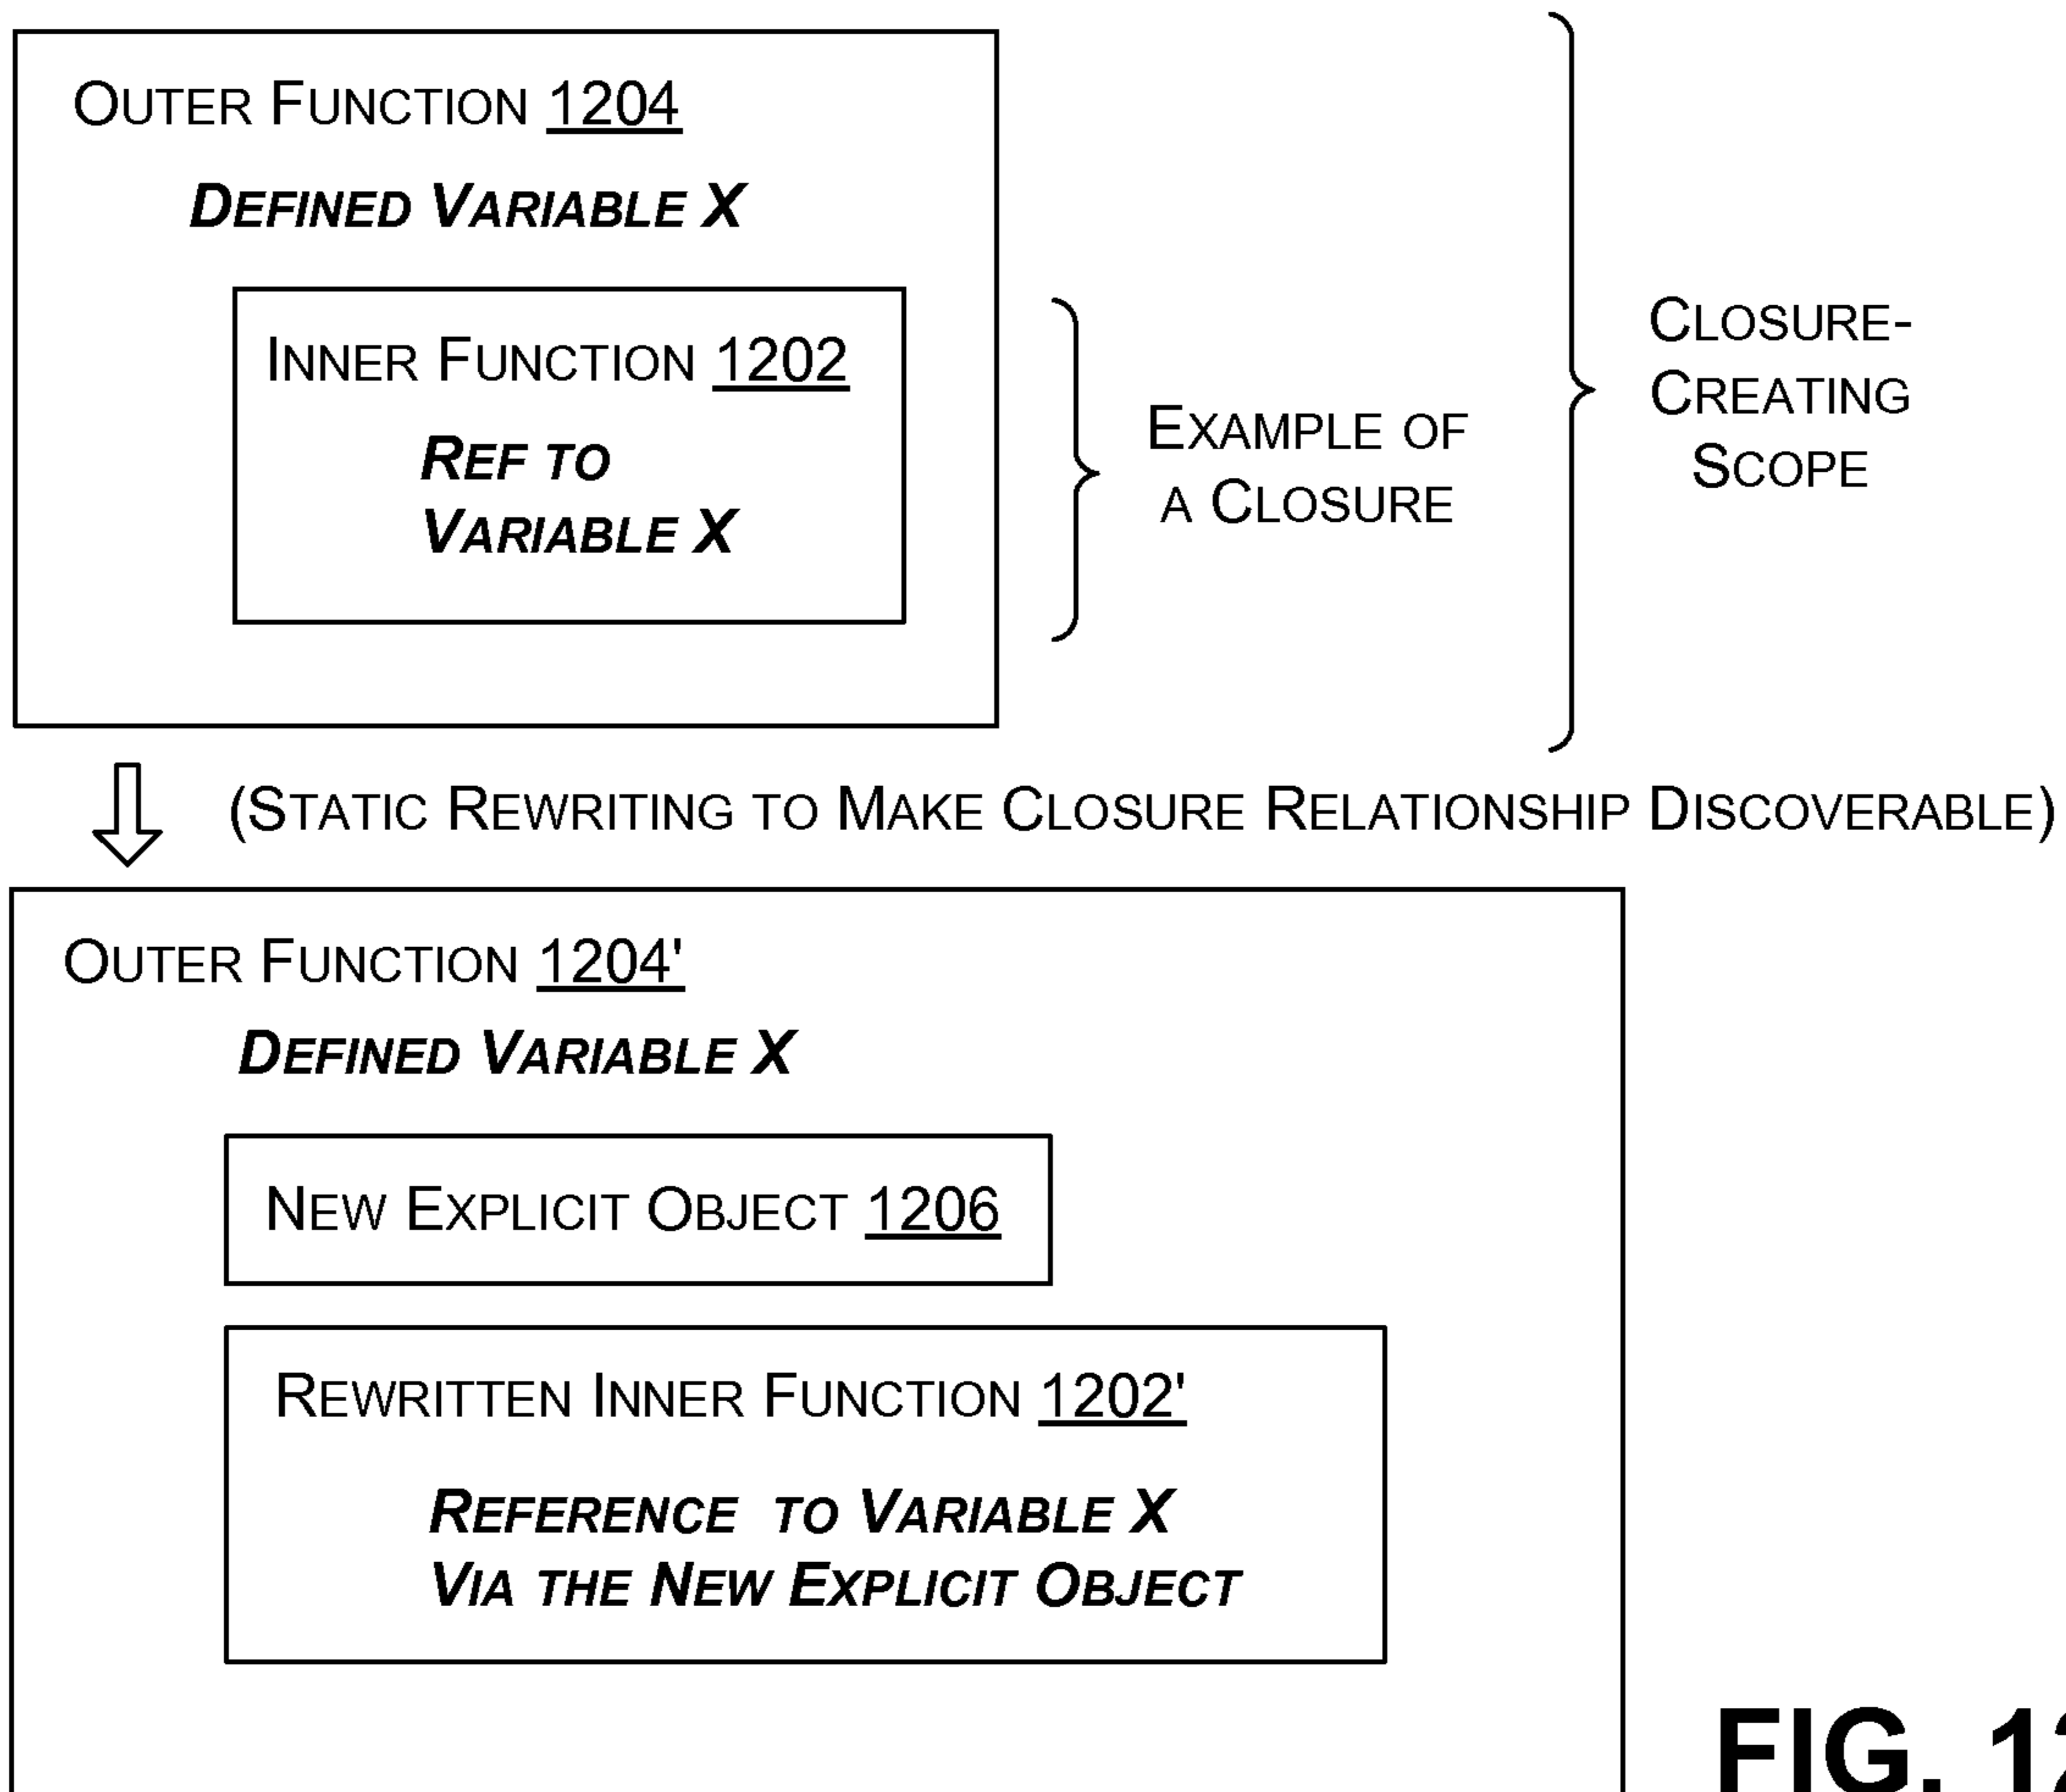 OUTER FUNCTION 1204
DEFINED VARIABLE X
INNER FUNCTION 1202
REF TO
VARIABLE X
EXAMPLE OF
A CLOSURE
CLOSURE-
CREATING
SCOPE
(STATIC REWRITING TO MAKE CLOSURE RELATIONSHIP DISCOVERABLE)
OUTER FUNCTION 1204'
DEFINED VARIABLE X
NEW EXPLICIT OBJECT 1206
REWRITTEN INNER FUNCTION 1202'
REFERENCE TO VARIABLE X
VIA THE NEW EXPLICIT OBJECT
FIG. 12